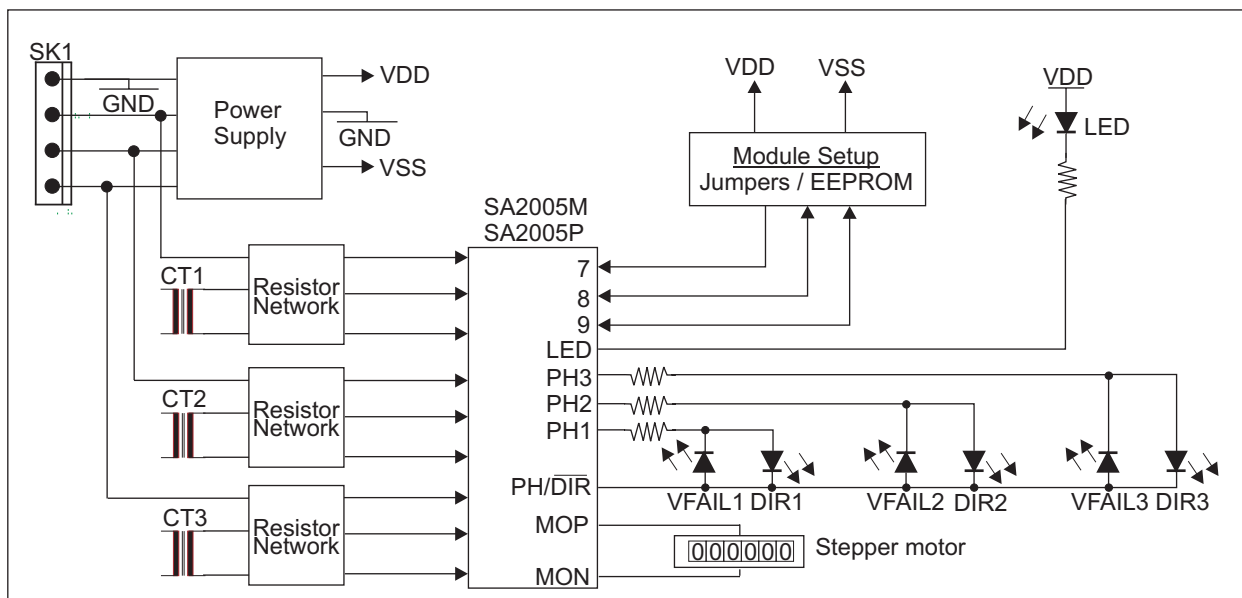 SK1
GND
Power
Supply
VDD
GND
VSS
VDD
VSS
Module Setup
Jumpers / EEPROM
VDD
LED
SA2005M
SA2005P
CT1
Resistor
Network
CT2
Resistor
Network
CT3
Resistor
Network
7
8
9
LED
PH3
PH2
PH1
PH/DIR
MOP
MON
VFAIL1
DIR1
VFAIL2
DIR2
VFAIL3
DIR3
000000
Stepper motor